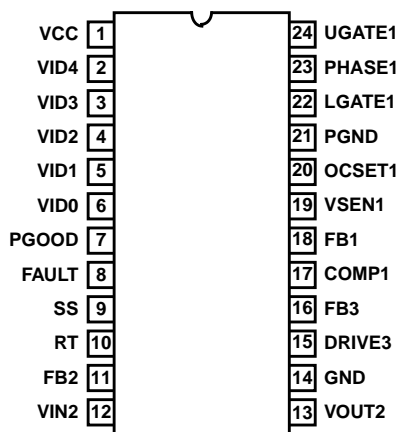 VCC 1 24 UGATE1
VID4 2 23 PHASE1
VID3 3 22 LGATE1
VID2 4 21 PGND
VID1 5 20 OCSET1
VID0 6 19 VSEN1
PGOOD 7 18 FB1
FAULT 8 17 COMP1
SS 9 16 FB3
RT 10 15 DRIVE3
FB2 11 14 GND
VIN2 12 13 VOUT2